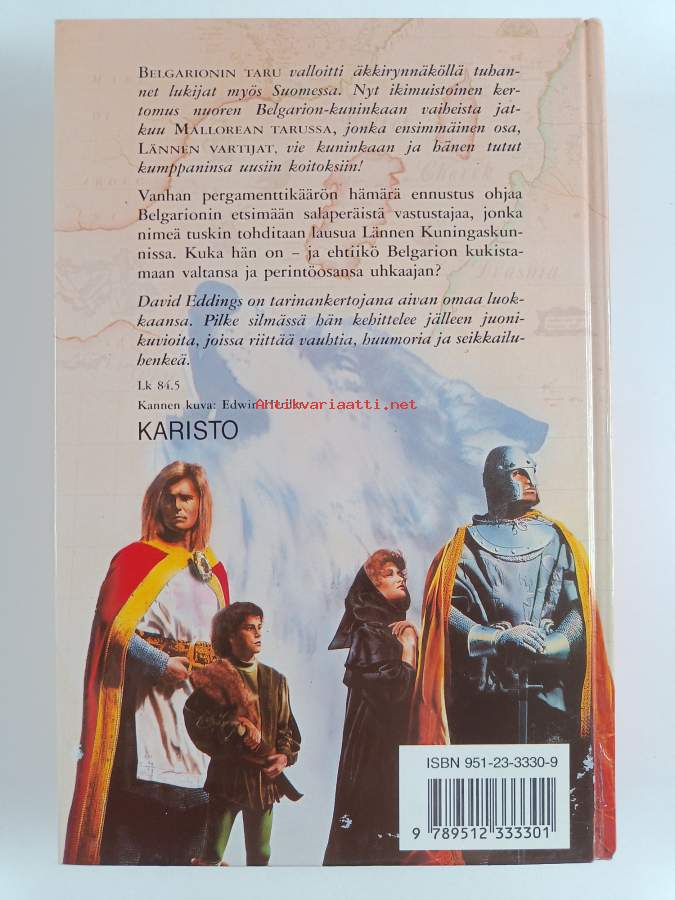 BELGARIONIN TARU valloitti äkkirynnäköllä tuhan-
net lukijat myös Suomessa. Nyt ikimuistoinen ker-
tomus nuoren Belgarion-kuninkaan vaiheista jat-
kuu MALLOREAN TARUSSA, jonka ensimmäinen osa,
LÄNNEN VARTIJAT, vie kuninkaan ja hänen tutut
kumppaninsa uusiin koitoksiin!
Vanhan pergamenttikäärön hämärä ennustus ohjaa
Belgarionin etsimään salaperäistä vastustajaa, jonka
nimeä tuskin tohditaan lausua Lännen Kuningaskun-
nissa. Kuka hän on – ja ehtiikö Belgarion kukista-
maan valtansa ja perintöosansa uhkaajan?
David Eddings on tarinankertojana aivan omaa luok-
kaansa. Pilke silmässä hän kehittelee jälleen juoni-
kuvioita, joissa riittää vauhtia, huumoria ja seikkailu-
henkeä.
Lk 84.5
Kannen kuva: Edwin
Antikvariaatti.net
KARISTO
ISBN 951-23-3330-9
9 789512 333301